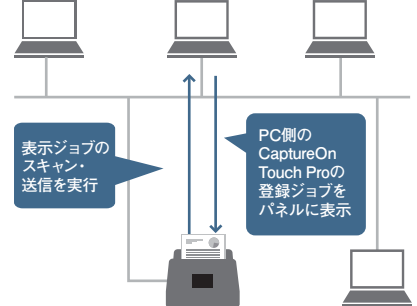 表示ジョブの
スキャン・
送信を実行
PC側の
CaptureOn
Touch Proの
登録ジョブを
パネルに表示